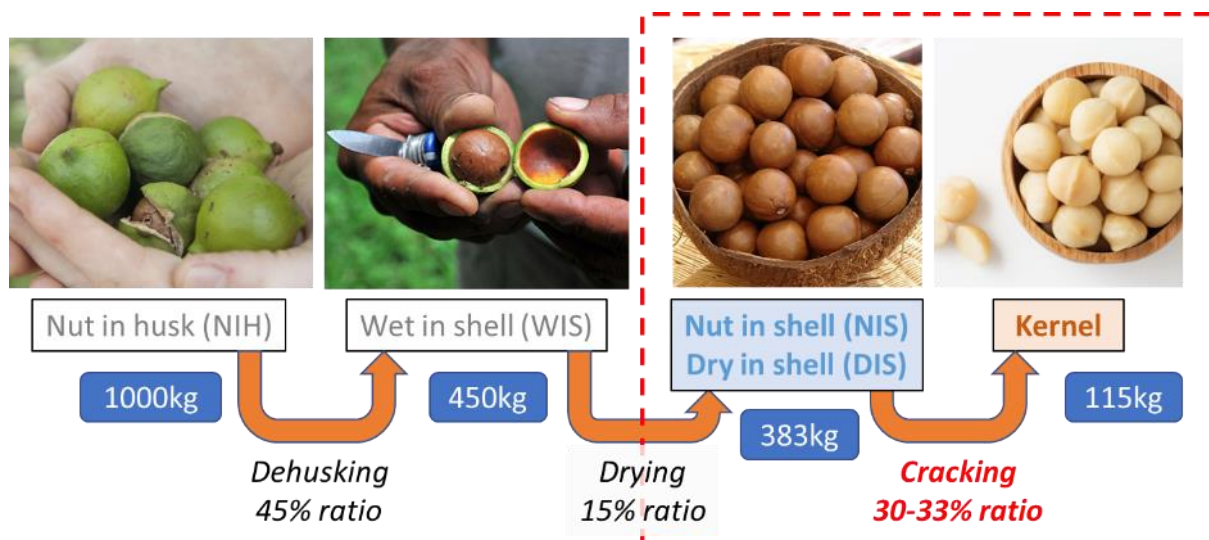 Nut in husk (NIH)
Wet in shell (WIS)
Nut in shell (NIS)
Dry in shell (DIS)
Kernel
1000kg
450kg
383kg
115kg
Dehusking
45% ratio
Drying
15% ratio
Cracking
30-33% ratio